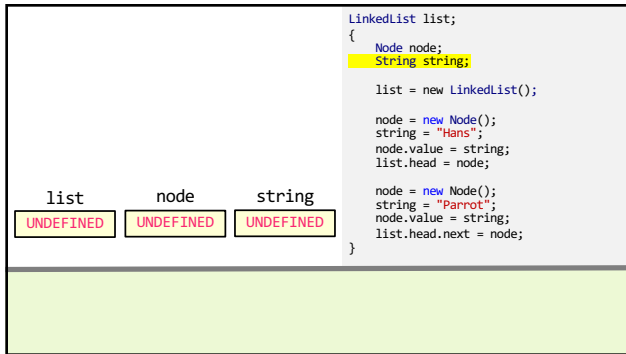 LinkedList list;
{
Node node;
String string;
list = new LinkedList();
node = new Node();
string = "Hans";
node.value = string;
list.head = node;
node = new Node();
string = "Parrot";
node.value = string;
list.head.next = node;
}
list node string
UNDEFINED UNDEFINED UNDEFINED